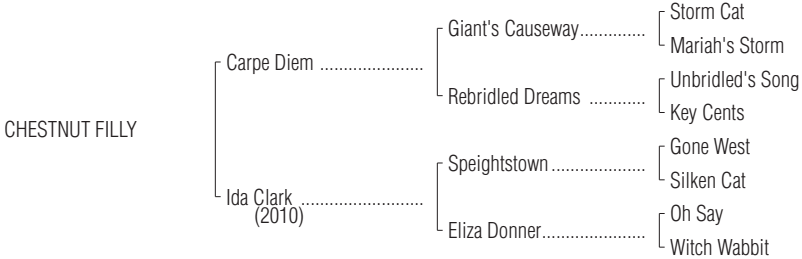 Storm Cat
Giant's Causeway..............
Mariah's Storm
Carpe Diem ......................
Unbridled's Song
Rebridled Dreams ............
Key Cents
CHESTNUT FILLY
Gone West
Speightstown ....................
Silken Cat
Ida Clark ..........................
(2010)
Oh Say
Eliza Donner......................
Witch Wabbit